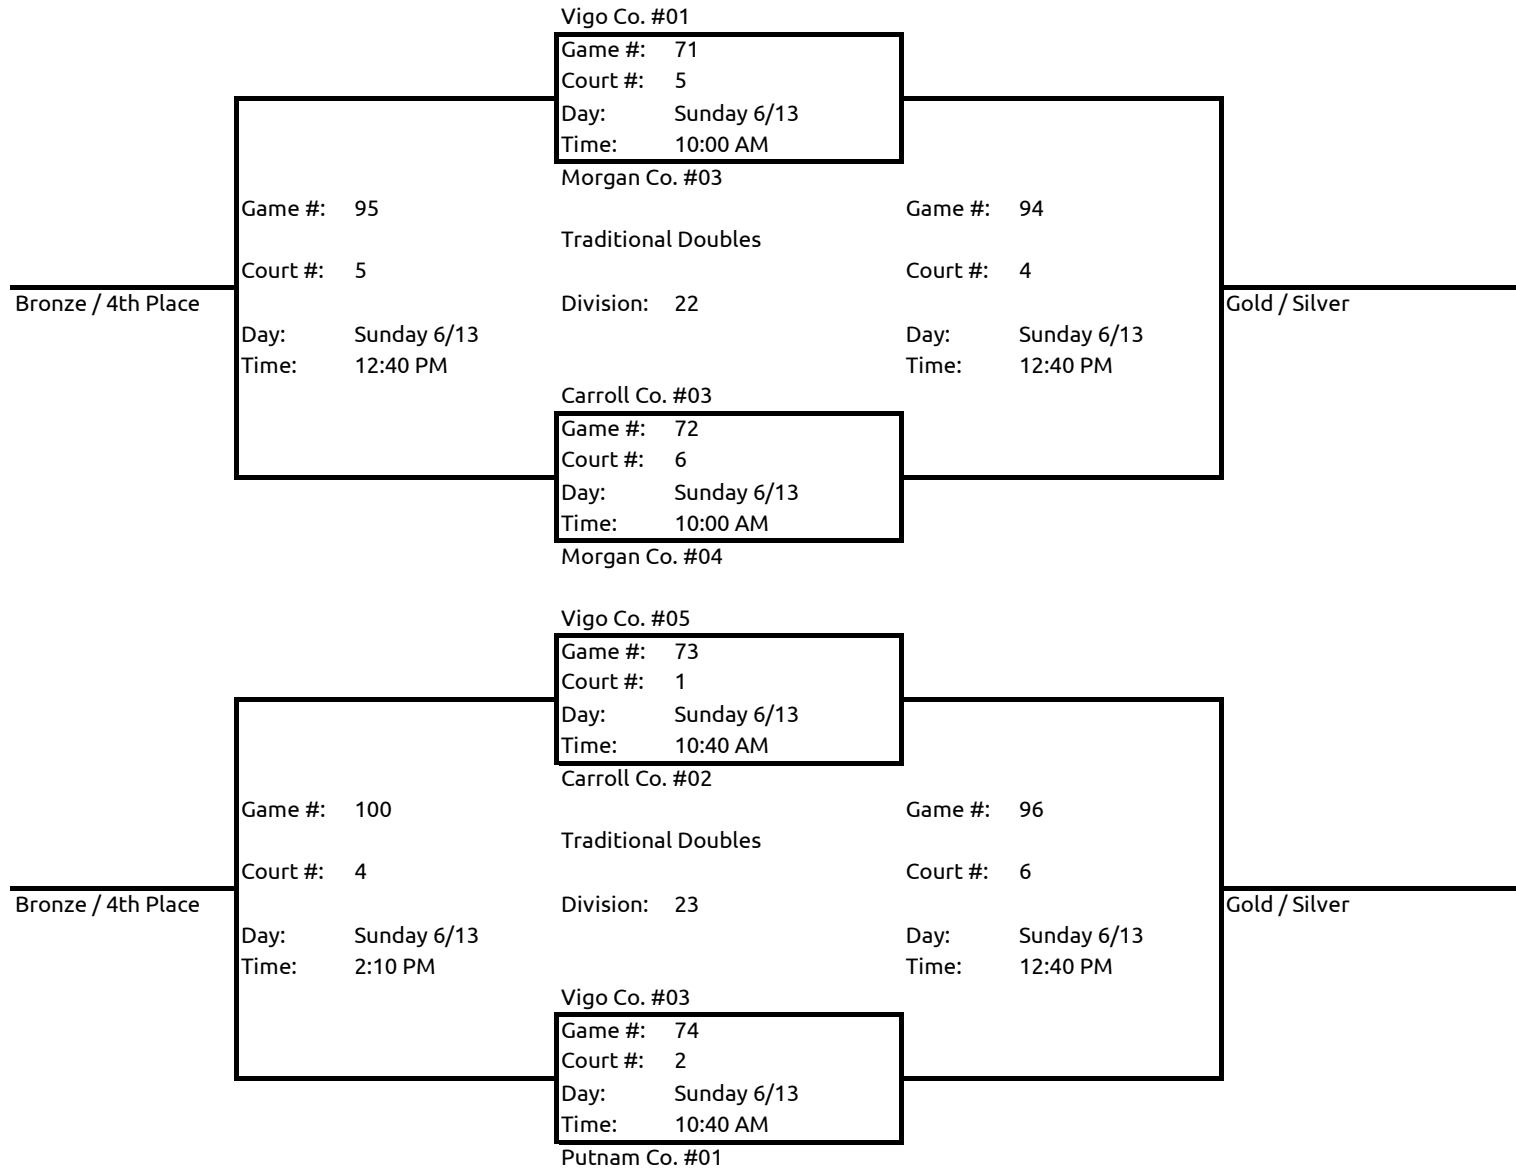 Vigo Co. #01
Game #: 71
Court #: 5
Day: Sunday 6/13
Time: 10:00 AM
Morgan Co. #03
Game #: 95
Game #: 94
Traditional Doubles
Court #: 5
Court #: 4
Bronze / 4th Place
Division: 22
Gold / Silver
Day: Sunday 6/13
Day: Sunday 6/13
Time: 12:40 PM
Time: 12:40 PM
Carroll Co. #03
Game #: 72
Court #: 6
Day: Sunday 6/13
Time: 10:00 AM
Morgan Co. #04
Vigo Co. #05
Game #: 73
Court #: 1
Day: Sunday 6/13
Time: 10:40 AM
Carroll Co. #02
Game #: 100
Game #: 96
Traditional Doubles
Court #: 4
Court #: 6
Bronze / 4th Place
Division: 23
Gold / Silver
Day: Sunday 6/13
Day: Sunday 6/13
Time: 2:10 PM
Time: 12:40 PM
Vigo Co. #03
Game #: 74
Court #: 2
Day: Sunday 6/13
Time: 10:40 AM
Putnam Co. #01